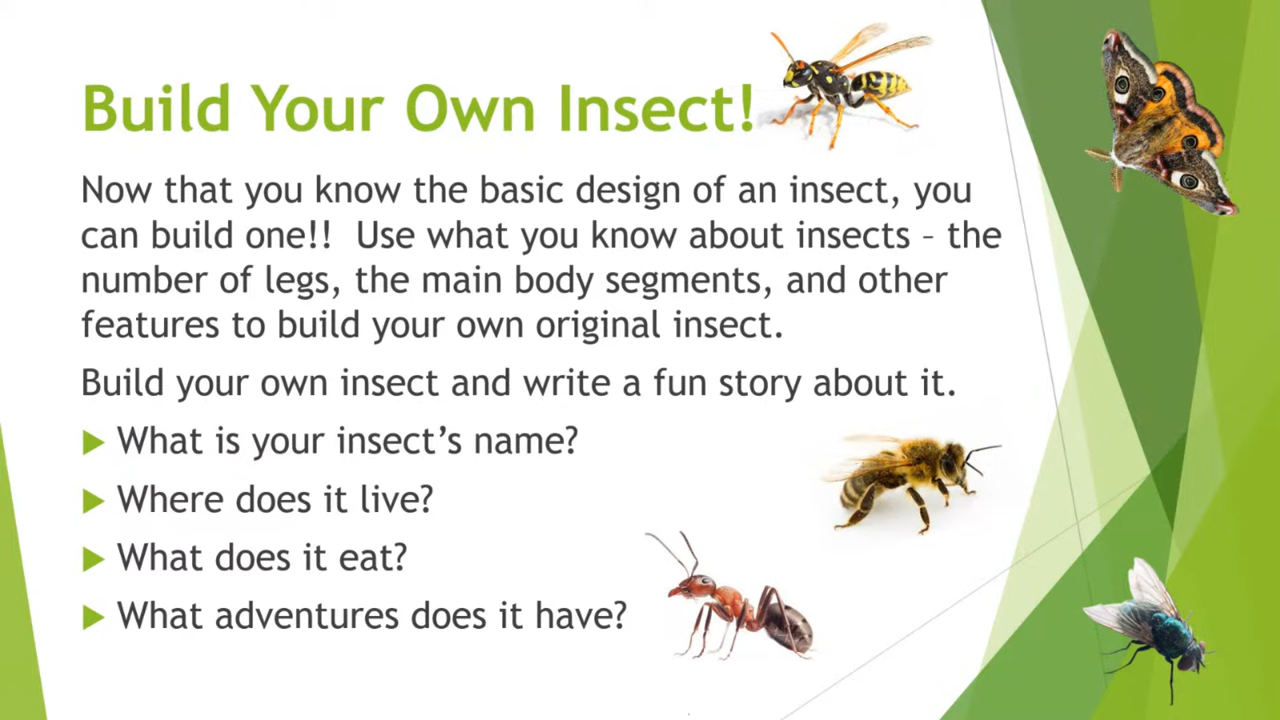 Build Your Own Insect!
Now that you know the basic design of an insect, you
can build one!!  Use what you know about insects – the
number of legs, the main body segments, and other
features to build your own original insect.
Build your own insect and write a fun story about it.
What is your insect’s name?
Where does it live?
What does it eat?
What adventures does it have?